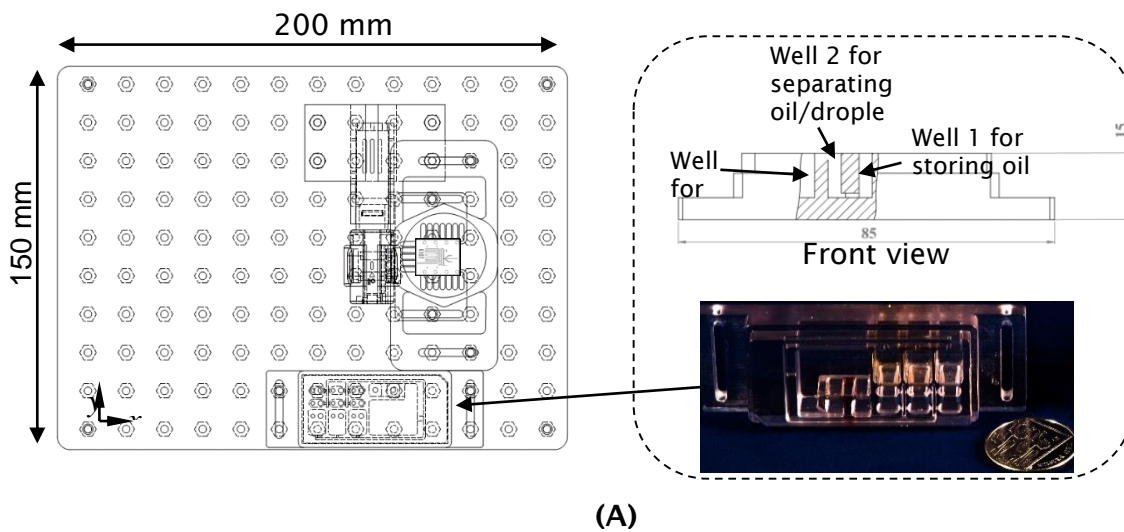 200 mm
150 mm
y
x
Well 2 for
separating
oil/drople
Well 1 for
storing oil
Well
for
15
85
Front view
(A)